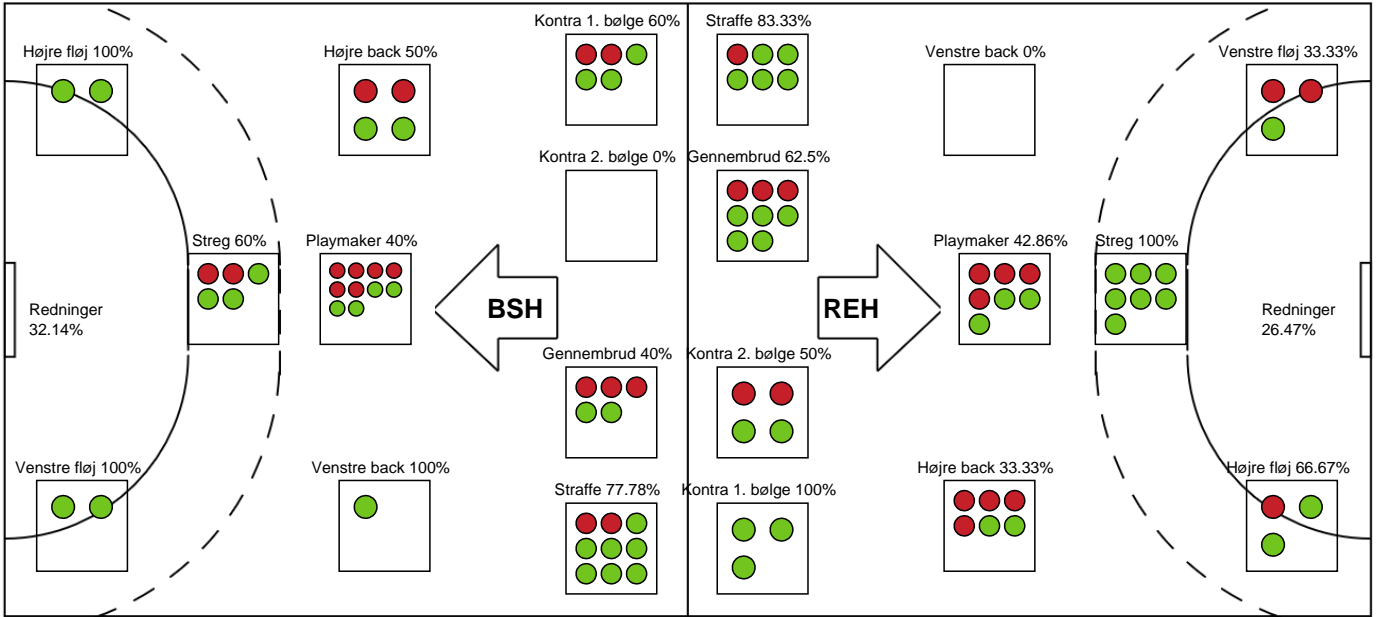 Kontra 1. bølge 60%
Straffe 83.33%
Højre fløj 100%
Højre back 50%
Venstre back 0%
Venstre fløj 33.33%
Kontra 2. bølge 0%
Gennembrud 62.5%
Streg 60%
Playmaker 40%
Playmaker 42.86%
Streg 100%
BSH
REH
Redninger
32.14%
Redninger
26.47%
Gennembrud 40%
Kontra 2. bølge 50%
Venstre fløj 100%
Venstre back 100%
Højre back 33.33%
Højre fløj 66.67%
Straffe 77.78%
Kontra 1. bølge 100%